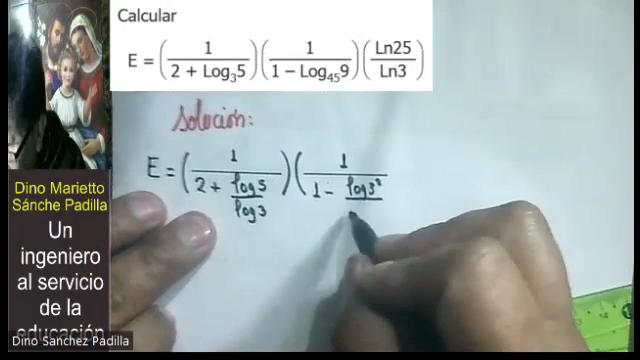 Calcular
E = (1/(2 + Log₃5)) (1/(1 − Log₄₅9)) (Ln25/Ln3)
Solución:
E = (1/(2 + log5/log3)) (1/(1 − log3²/
Dino Marietto
Sánche Padilla
Un
ingeniero
al servicio
de la
educación
Dino Sanchez Padilla